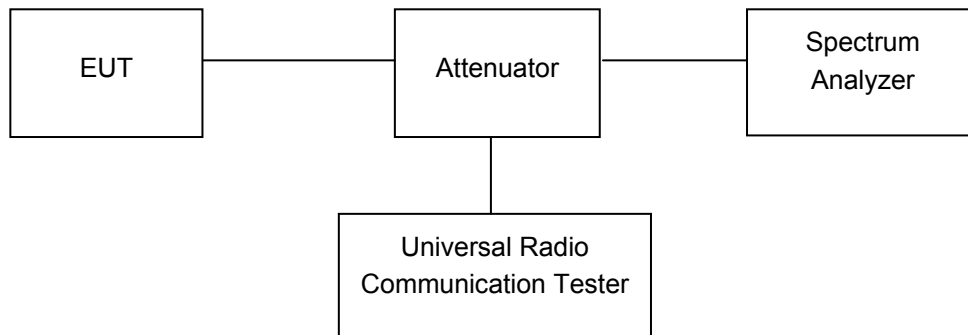 EUT
Attenuator
Spectrum
Analyzer
Universal Radio
Communication Tester